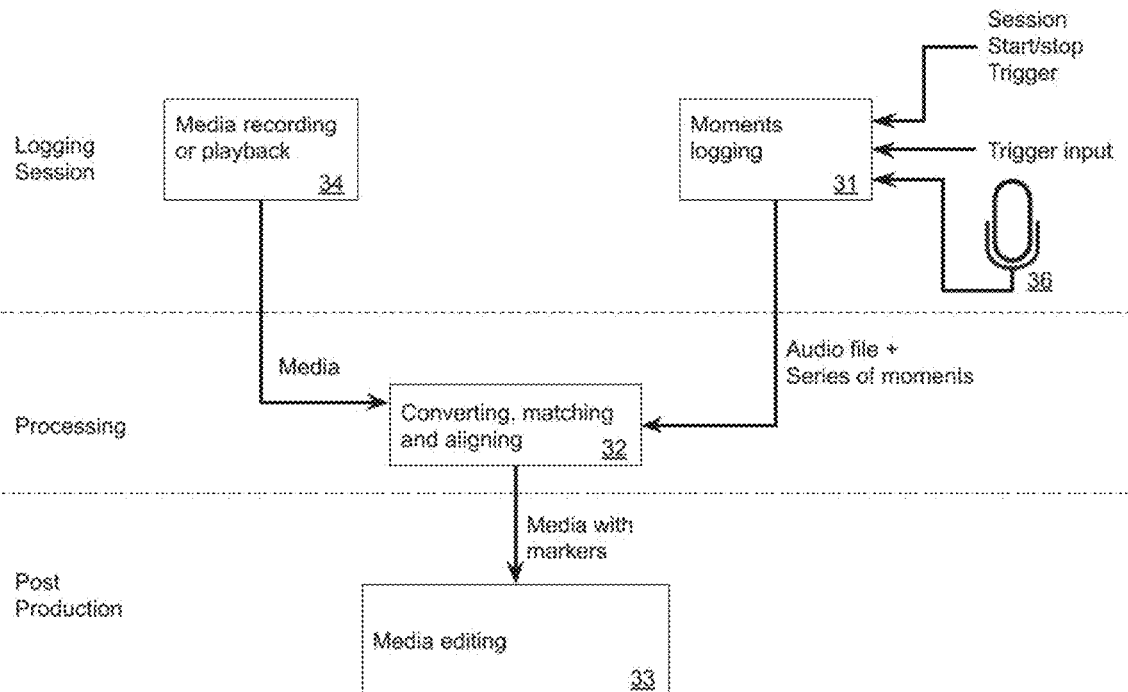 Session
Start/stop
Trigger
Logging
Session
Media recording
or playback
34
Moments
logging
31
Trigger input
36
Media
Audio file +
Series of moments
Processing
Converting, matching
and aligning
32
Media with
markers
Post
Production
Media editing
33